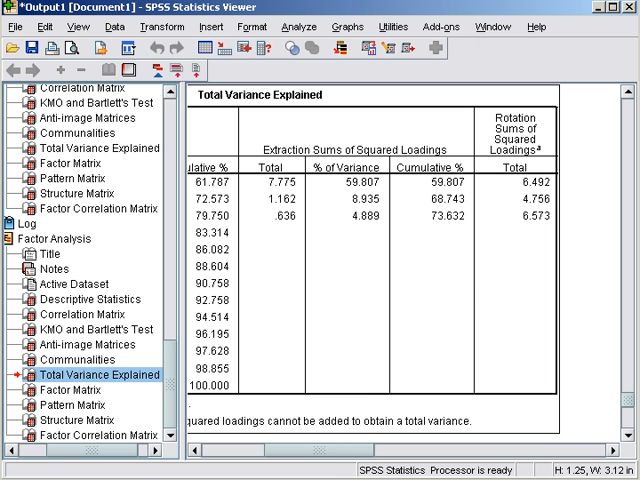 *Output1 [Document1] - SPSS Statistics Viewer
File Edit View Data Transform Insert Format Analyze Graphs Utilities Add-ons Window Help
Correlation Matrix
KMO and Bartlett's Test
Anti-image Matrices
Communalities
Total Variance Explained
Factor Matrix
Pattern Matrix
Structure Matrix
Factor Correlation Matrix
Log
Factor Analysis
Title
Notes
Active Dataset
Descriptive Statistics
Correlation Matrix
KMO and Bartlett's Test
Anti-image Matrices
Communalities
Total Variance Explained
Factor Matrix
Pattern Matrix
Structure Matrix
Factor Correlation Matrix
Total Variance Explained
Rotation
Sums of
Squared
Extraction Sums of Squared Loadings Loadings a
ulative % Total % of Variance Cumulative % Total
61.787 7.775 59.807 59.807 6.492
72.573 1.162 8.935 68.743 4.756
79.750 .636 4.889 73.632 6.573
83.314
86.082
88.604
90.758
92.758
94.514
96.195
97.628
98.855
100.000
.
quared loadings cannot be added to obtain a total variance.
SPSS Statistics Processor is ready H: 1.25, W: 3.12 in